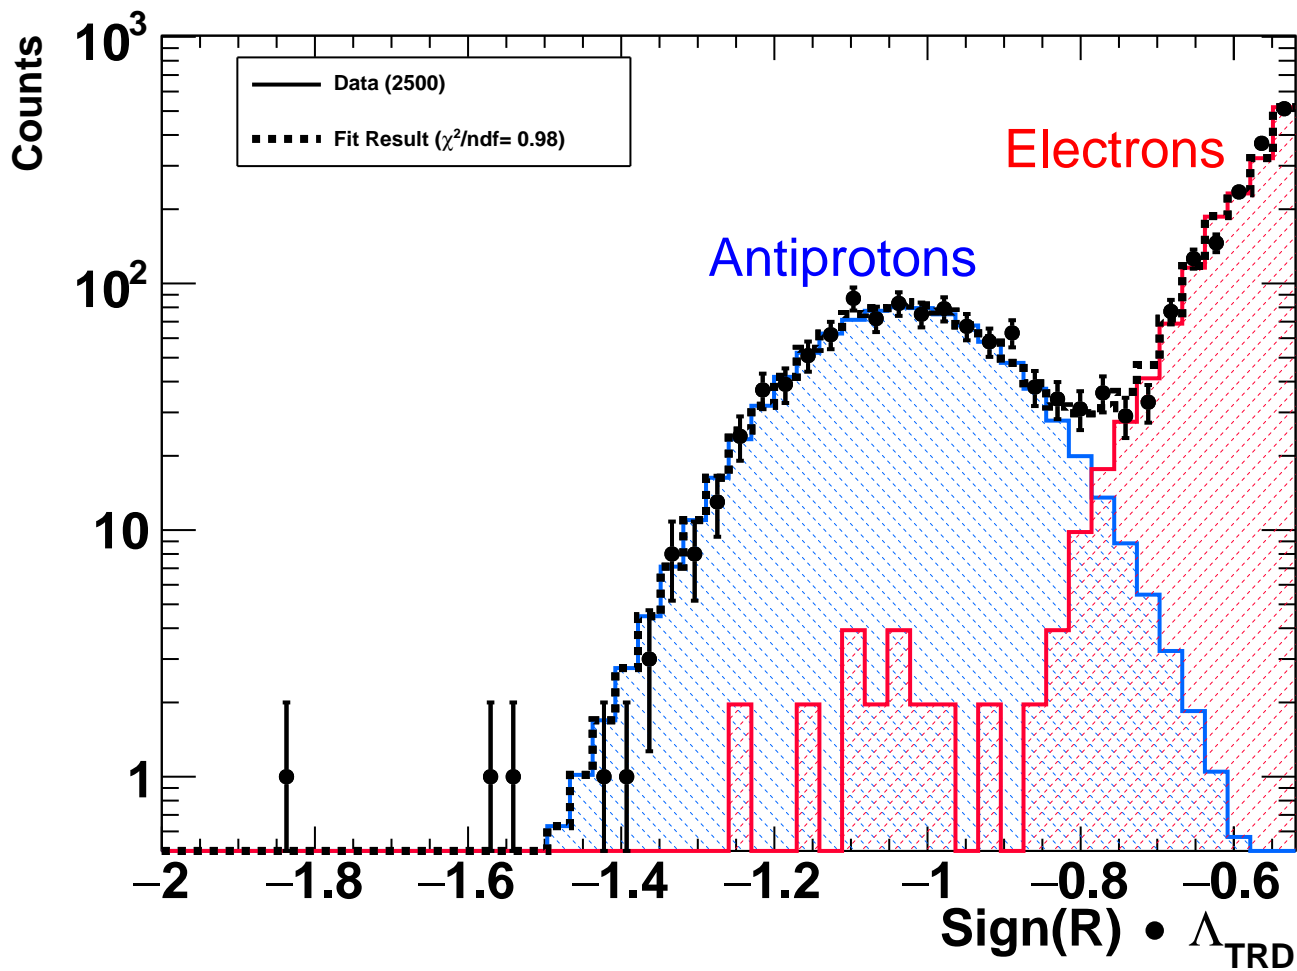 10³
Counts
Data (2500)
Fit Result (χ²/ndf= 0.98)
Electrons
Antiprotons
10²
10
1
−2 −1.8 −1.6 −1.4 −1.2 −1 −0.8 −0.6
Sign(R) • Λ_TRD